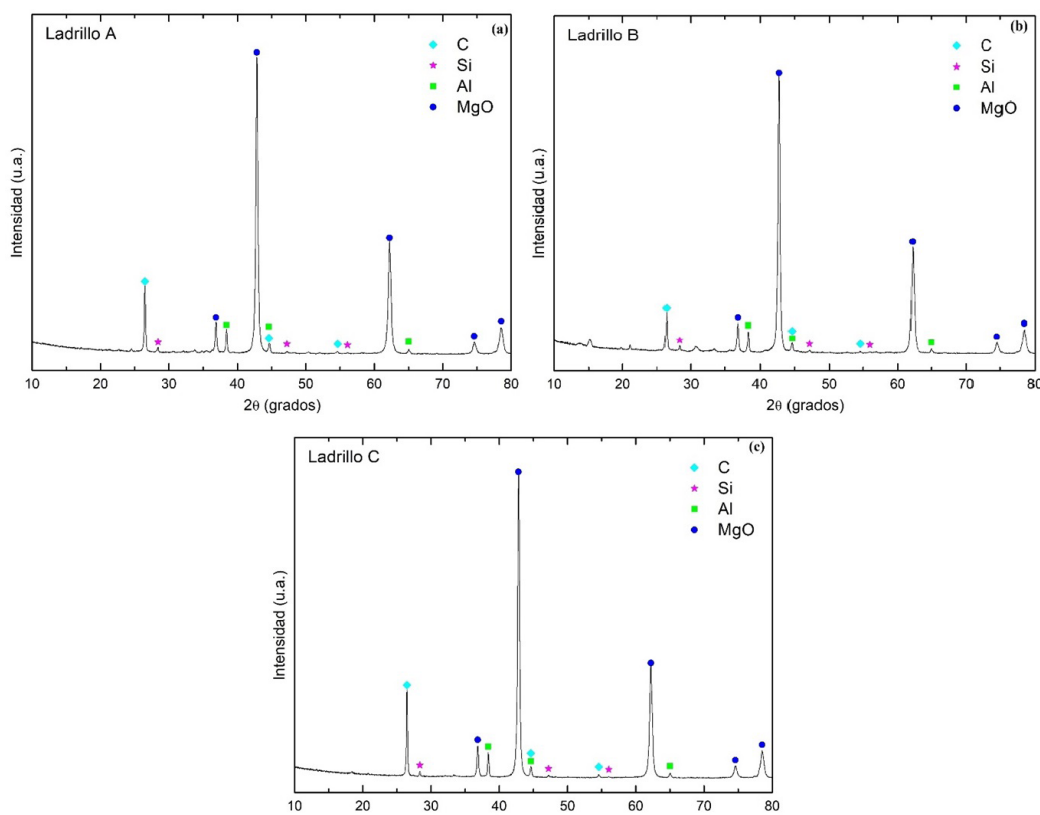 Ladrillo A
(a)
C
Si
Al
MgO
Intensidad (u.a.)
10 20 30 40 50 60 70 80
2θ (grados)
Ladrillo B
(b)
C
Si
Al
MgO
Intensidad (u.a.)
10 20 30 40 50 60 70 80
2θ (grados)
Ladrillo C
(c)
C
Si
Al
MgO
Intensidad (u.a.)
10 20 30 40 50 60 70 80